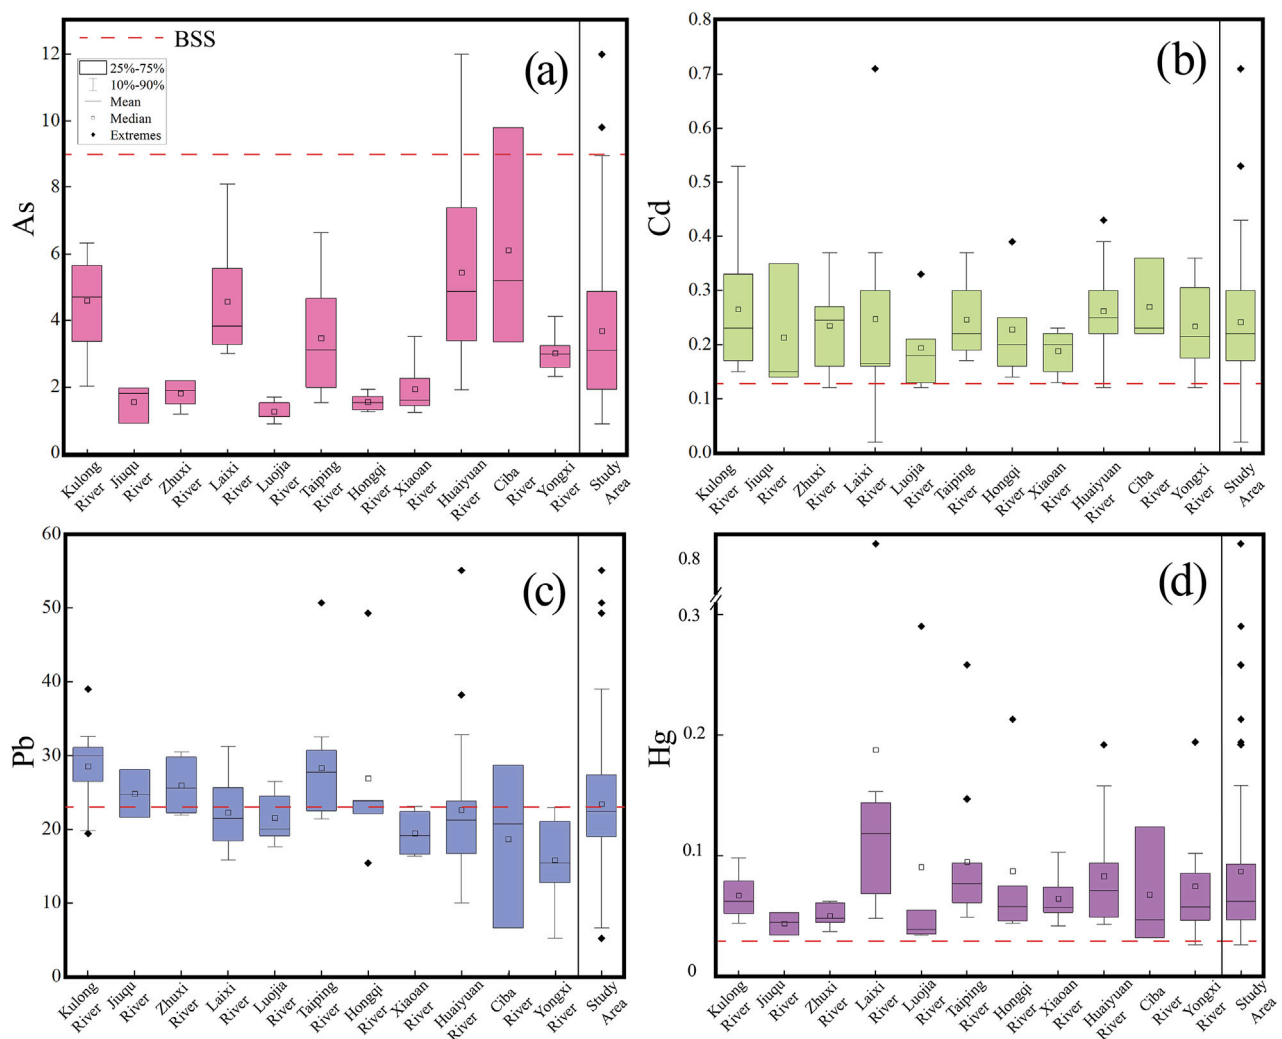 BSS
25%-75%
10%-90%
Mean
Median
Extremes
(a)
As
12
10
8
6
4
2
0
Kulong River
Jiuqu River
Zhuxi River
Laixi River
Luojia River
Taiping River
Hongqi River
Xiaoan River
Huaiyuan River
Ciba River
Yongxi River
Study Area
(b)
Cd
0.8
0.7
0.6
0.5
0.4
0.3
0.2
0.1
0.0
Kulong River
Jiuqu River
Zhuxi River
Laixi River
Luojia River
Taiping River
Hongqi River
Xiaoan River
Huaiyuan River
Ciba River
Yongxi River
Study Area
(c)
Pb
60
50
40
30
20
10
0
Kulong River
Jiuqu River
Zhuxi River
Laixi River
Luojia River
Taiping River
Hongqi River
Xiaoan River
Huaiyuan River
Ciba River
Yongxi River
Study Area
(d)
Hg
0.8
0.3
0.2
0.1
0
Kulong River
Jiuqu River
Zhuxi River
Laixi River
Luojia River
Taiping River
Hongqi River
Xiaoan River
Huaiyuan River
Ciba River
Yongxi River
Study Area